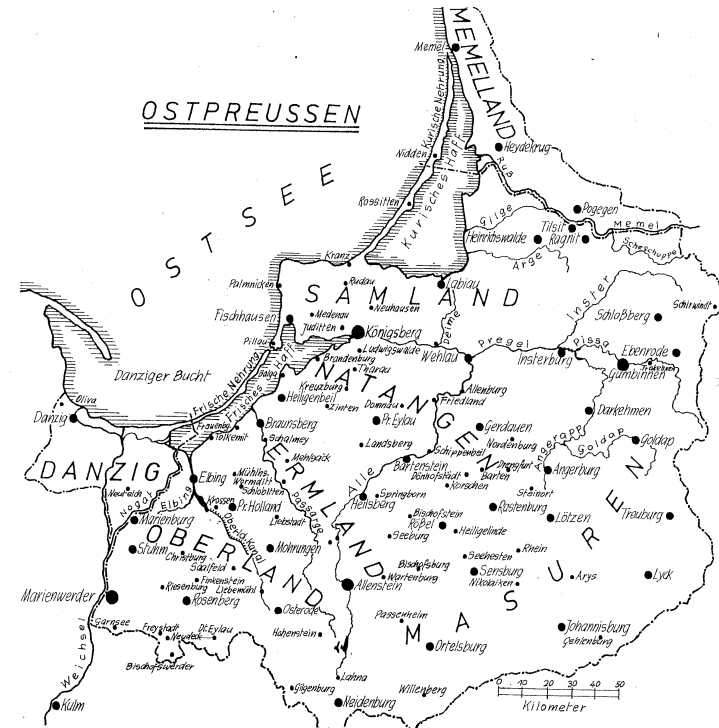 OSTPREUSSEN
OSTSEE
MEMELLAND
Memel
Kurische Nehrung
Kurisches Haff
Nidden
Heydekrug
Ruß
Rossitten
Pogegen
Gilge
Tilsit
Memel
Heinrichswalde
Ragnit
Scheschuppe
Arge
Kranz
Palmnicken
Rudau
Labiau
Inster
SAMLAND
Schirwindt
Fischhausen
Medenau
Neuhausen
Juditten
Deime
Schloßberg
Königsberg
Pillau
Ludwigswalde
Pregel
Pissa
Wehlau
Insterburg
Ebenrode
Danziger Bucht
Frische Nehrung
Frisches Haff
Balga
Brandenburg
Tharau
Gumbinnen
Trakehnen
NATANGEN
Kreuzburg
Allenburg
Oliva
Heiligenbeil
Zinten
Domnau
Friedland
Darkehmen
Danzig
Frauenbg.
Braunsberg
Pr.Eylau
Gerdauen
Angerapp
Goldap
Goldap
Tolkemit
Schalmey
Landsberg
Nordenburg
DANZIG
Mehlsack
Schippenbeil
Bartenstein
Drengfurt
Angerburg
ERMLAND
Elbing
Mühlhs.
Wormditt
Schlobitten
Dönhofstädt
Barten
Korschen
Neuteich
Nogat
Elbing
Alle
Springborn
Steinort
Krossen
Passarge
Heilsberg
Rastenburg
Marienburg
Pr.Holland
Liebstadt
Bischofstein
Rößel
Lötzen
Treuburg
OBERLAND
Oberld.Kanal
Seeburg
Heiligelinde
MASUREN
Stuhm
Christburg
Mohrungen
Rhein
Saalfeld
Seehesten
Bischofsburg
Finkenstein
Wartenburg
Sensburg
Arys
Lyck
Riesenburg
Liebemühl
Allenstein
Nikolaiken
Marienwerder
Rosenberg
Osterode
Passenheim
Garnsee
Freystadt
Dt.Eylau
Hohenstein
Johannisburg
Neudeck
Gehlenburg
Bischofswerder
Ortelsburg
Weichsel
Lahna
Gilgenburg
Willenberg
Kulm
Neidenburg
0 10 20 30 40 50
Kilometer